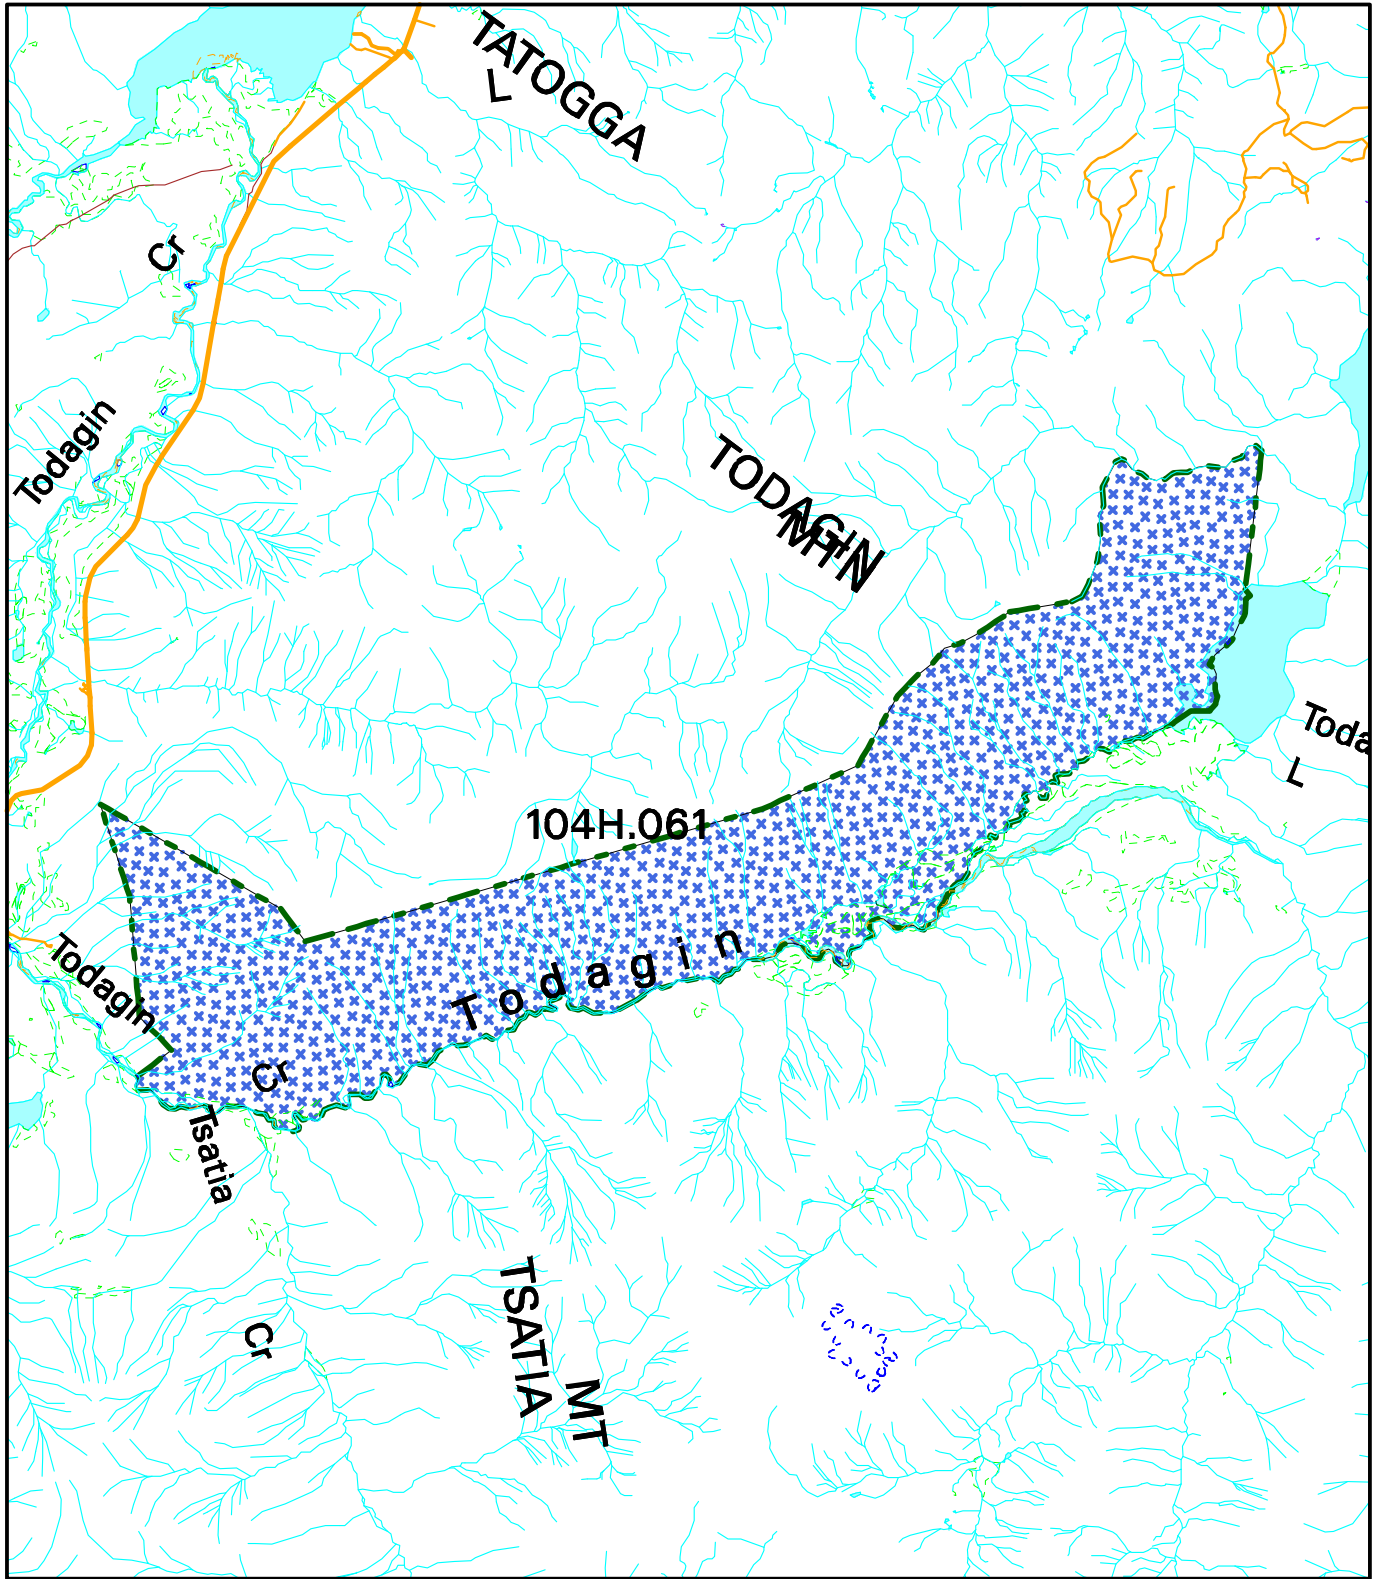 TATOGGA
L
Cr
Todagin
TODAGIN
MTN
Toda
L
104H.061
Todagin
Todagin
Cr
Tsatia
TSATIA
MT
Cr